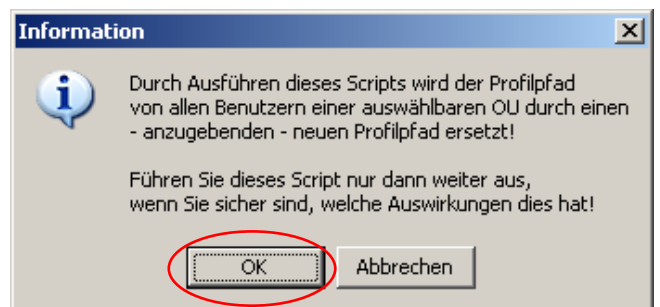 Information
Durch Ausführen dieses Scripts wird der Profilpfad
von allen Benutzern einer auswählbaren OU durch einen
- anzugebenden - neuen Profilpfad ersetzt!
Führen Sie dieses Script nur dann weiter aus,
wenn Sie sicher sind, welche Auswirkungen dies hat!
OK
Abbrechen